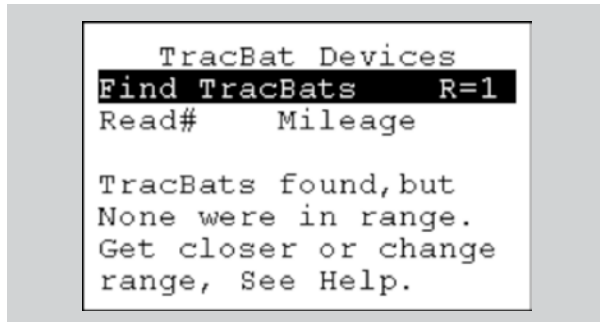 TracBat Devices
Find TracBats R=1
Read# Mileage
TracBats found,but
None were in range.
Get closer or change
range, See Help.